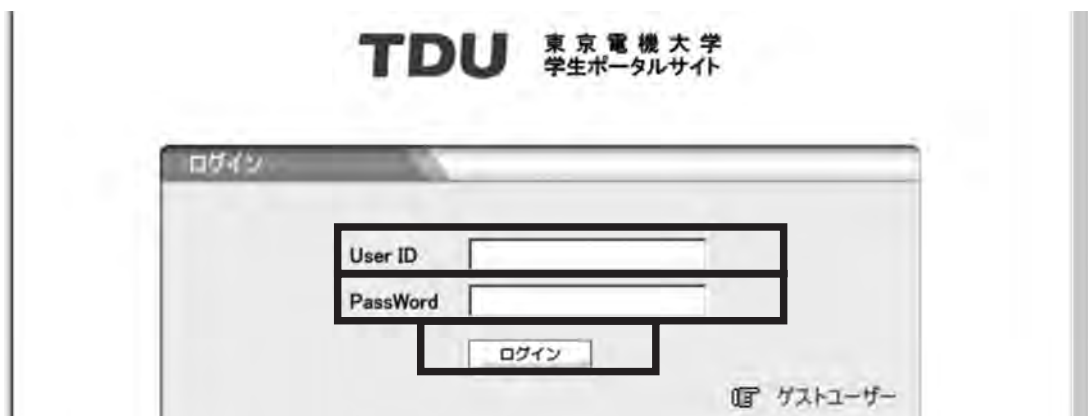 TDU 東京電機大学
学生ポータルサイト
ログイン
User ID
PassWord
ログイン
ゲストユーザー